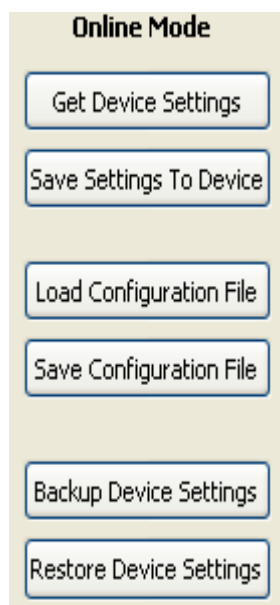 Online Mode
Get Device Settings
Save Settings To Device
Load Configuration File
Save Configuration File
Backup Device Settings
Restore Device Settings